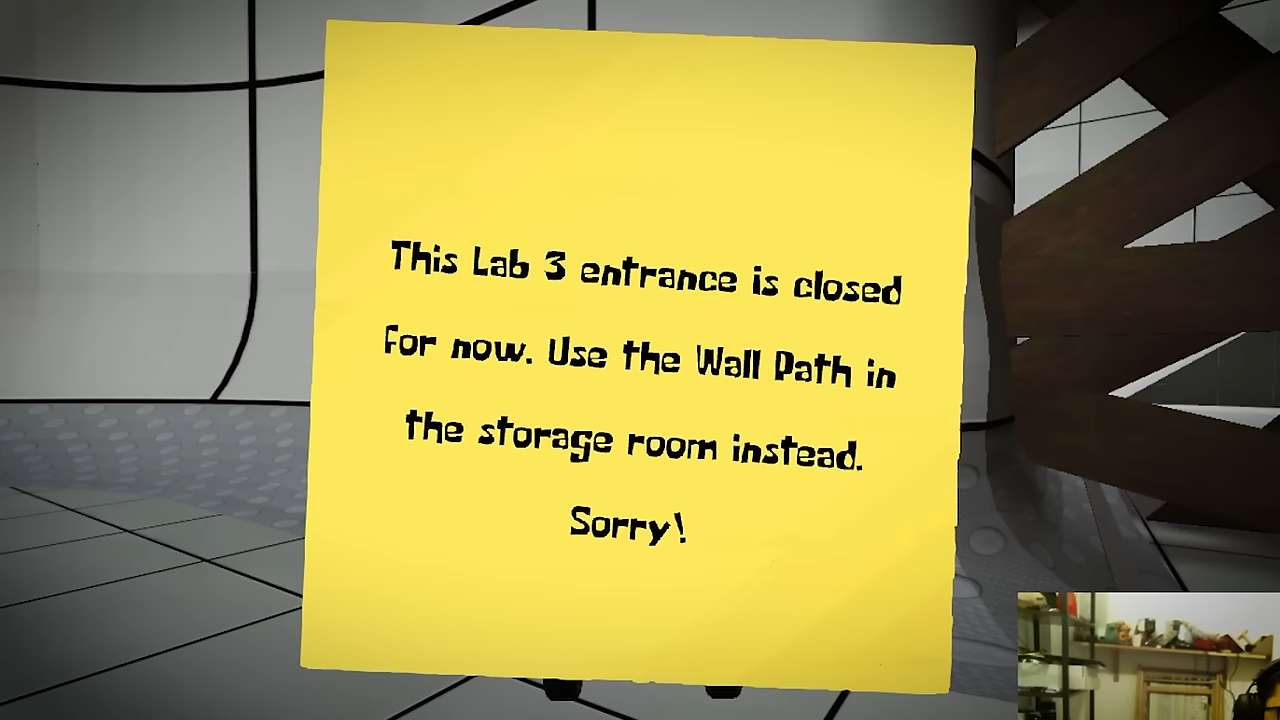 This Lab 3 entrance is closed
for now. Use the Wall Path in
the storage room instead.
Sorry!